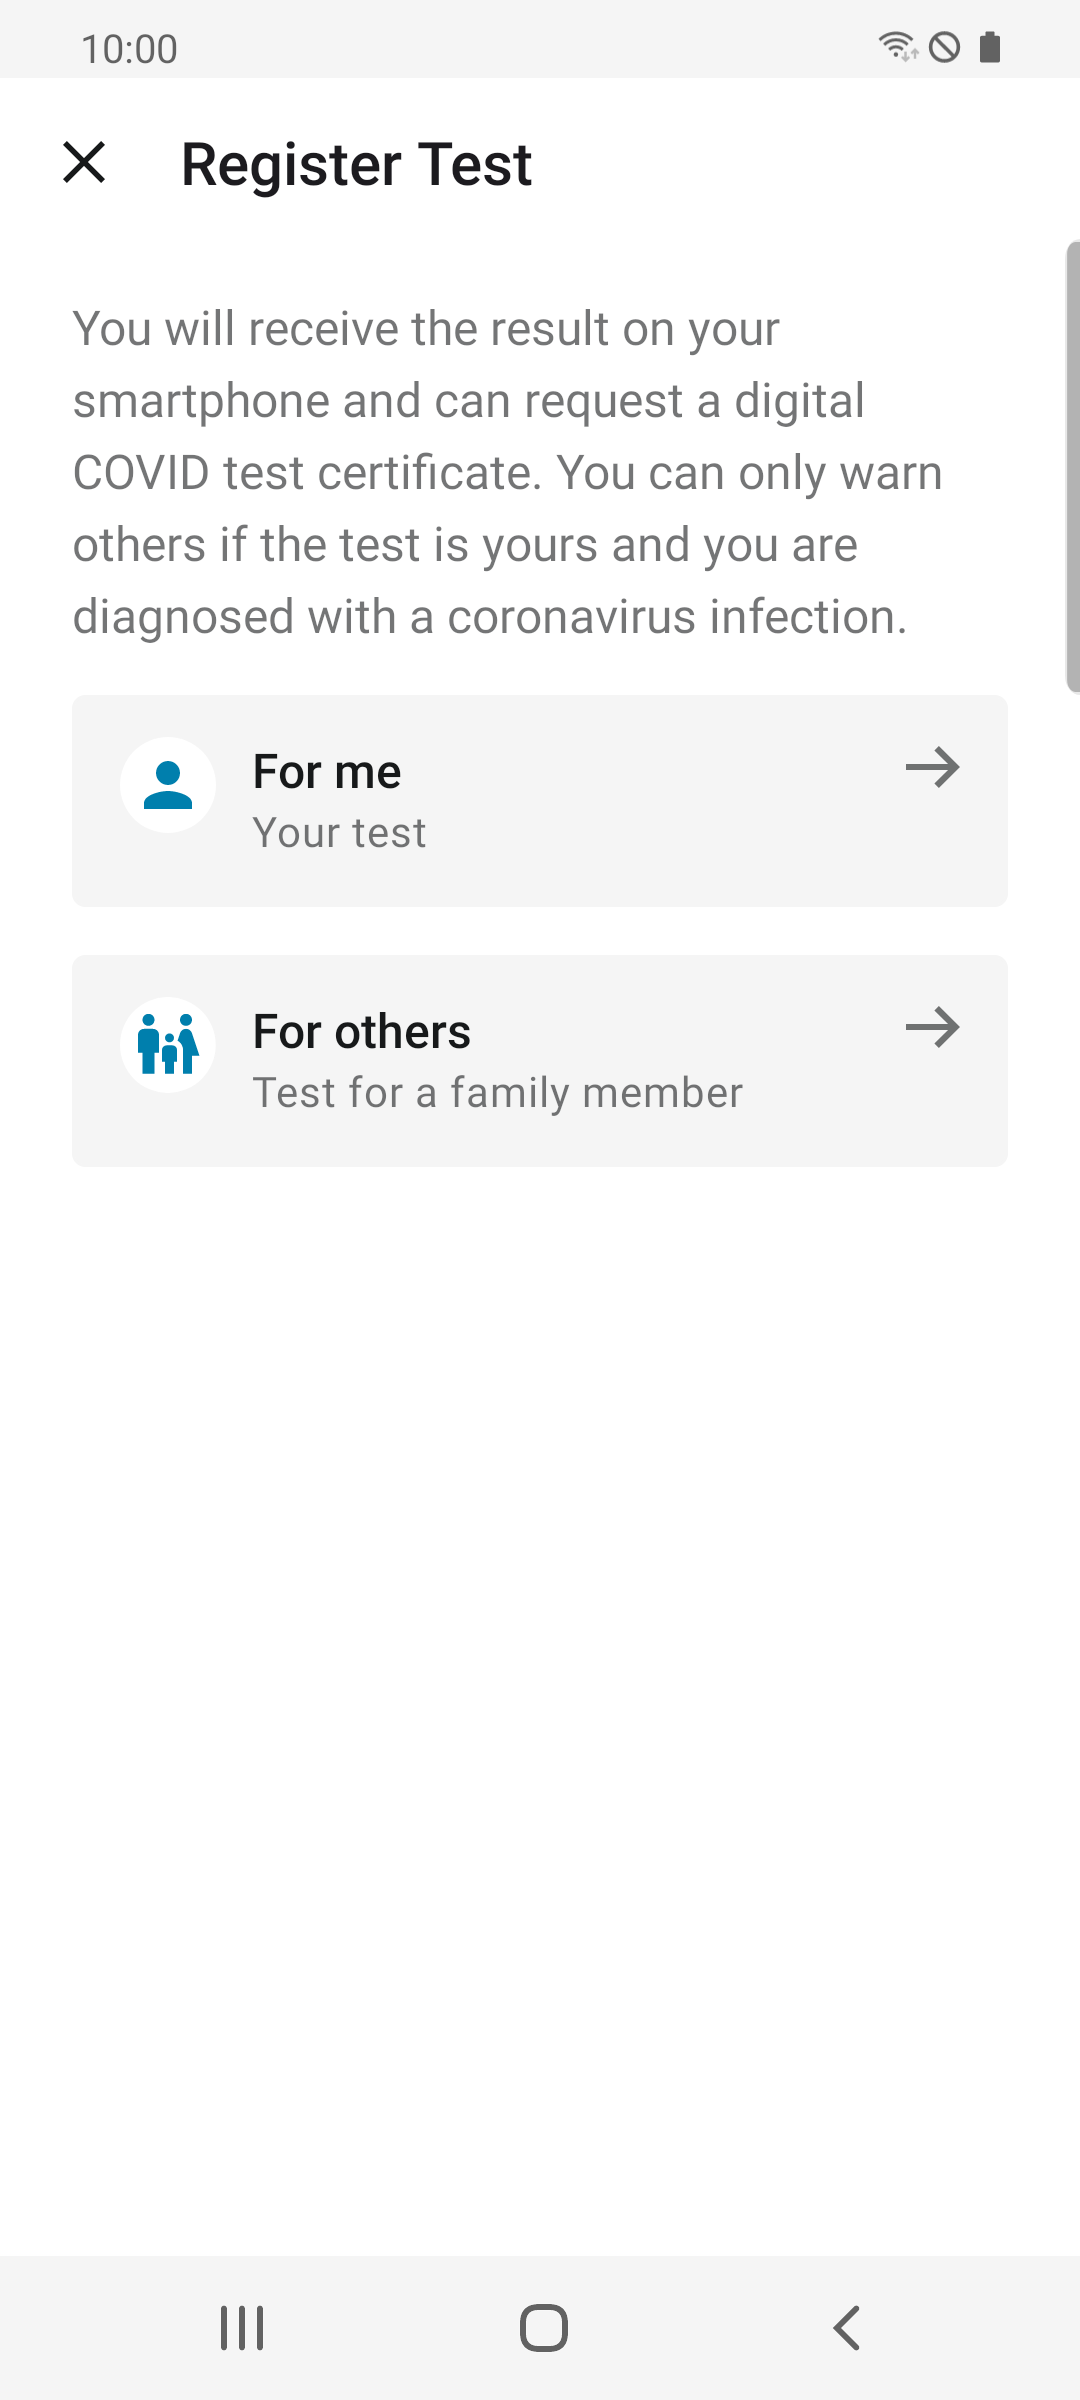 10:00
Register Test
You will receive the result on your
smartphone and can request a digital
COVID test certificate. You can only warn
others if the test is yours and you are
diagnosed with a coronavirus infection.
For me
Your test
For others
Test for a family member